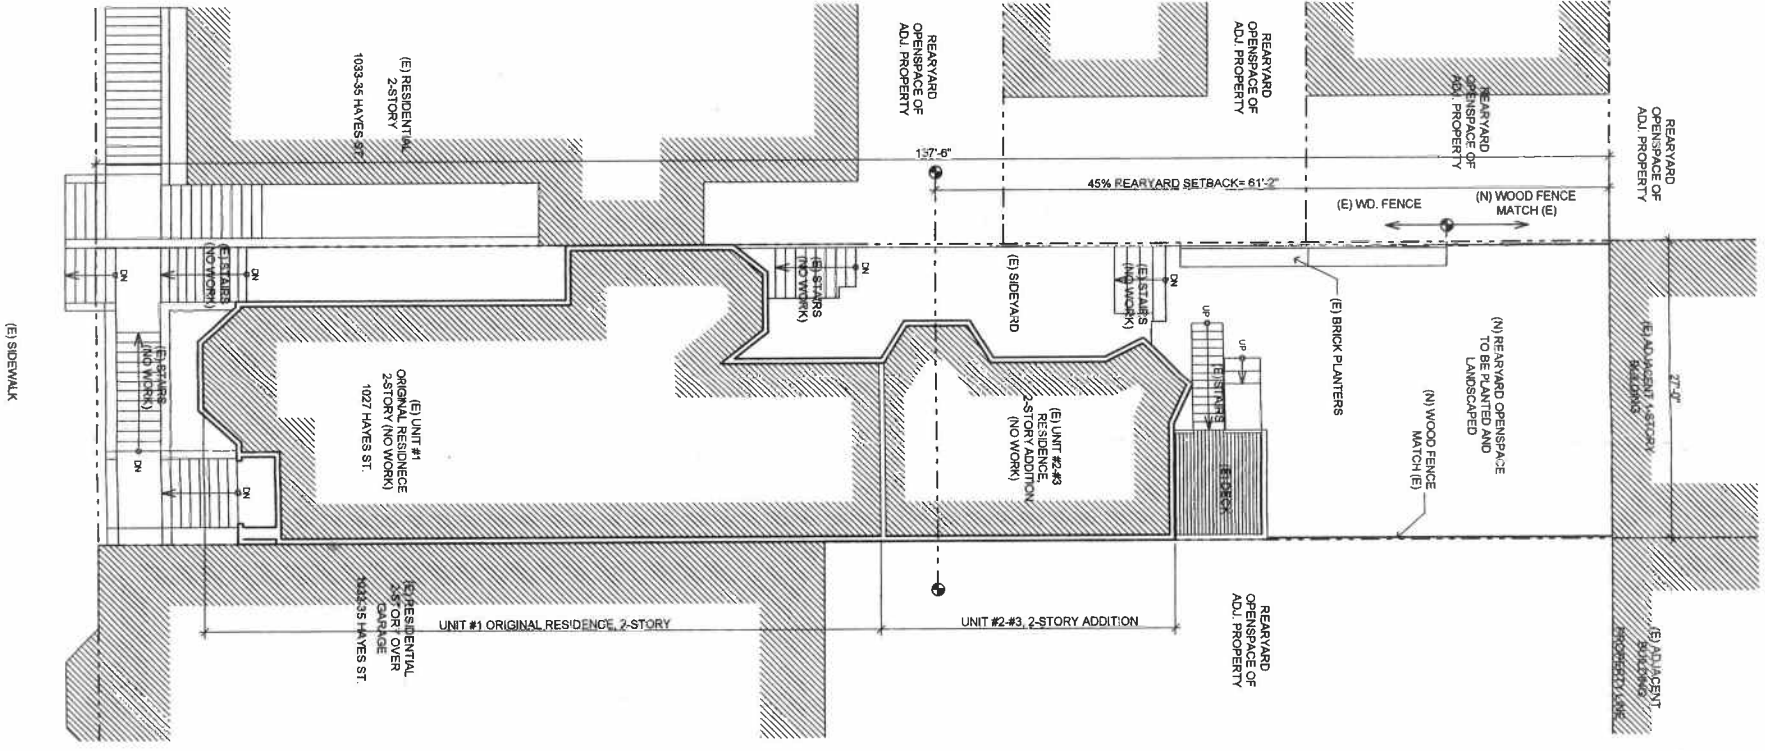 REARYARD
OPENSPACE OF
ADJ. PROPERTY
REARYARD
OPENSPACE OF
ADJ. PROPERTY
REARYARD
OPENSPACE OF
ADJ. PROPERTY
REARYARD
OPENSPACE OF
ADJ. PROPERTY
(E) RESIDENTIAL
2-STORY
1033-35 HAYES ST.
137'-6"
45% REARYARD SETBACK= 61'-2"
(E) WD. FENCE
(N) WOOD FENCE
MATCH (E)
DN
(E) STAIRS
(NO WORK)
DN
(E) STAIRS
(NO WORK)
DN
(E) SIDEYARD
(E) STAIRS
(NO WORK)
DN
(E) BRICK PLANTERS
UP
UP
(E) STAIRS
(N) REARYARD OPENSPACE
TO BE PLANTED AND
LANDSCAPED
(E) ADJACENT 1-STORY
BUILDING
27'-0"
(E) SIDEWALK
(E) STAIRS
(NO WORK)
DN
DN
(E) UNIT #1
ORIGINAL RESIDNECE
2-STORY (NO WORK)
1027 HAYES ST.
(E) UNIT #2-#3
RESIDENCE,
2-STORY ADDITION
(NO WORK)
(E) DECK
(N) WOOD FENCE
MATCH (E)
(E) RESIDENTIAL
2-STORY OVER
GARAGE
1033-35 HAYES ST.
UNIT #1 ORIGINAL RESIDENCE, 2-STORY
UNIT #2-#3, 2-STORY ADDITION
REARYARD
OPENSPACE OF
ADJ. PROPERTY
(E) ADJACENT
BUILDING
PROPERTY LINE